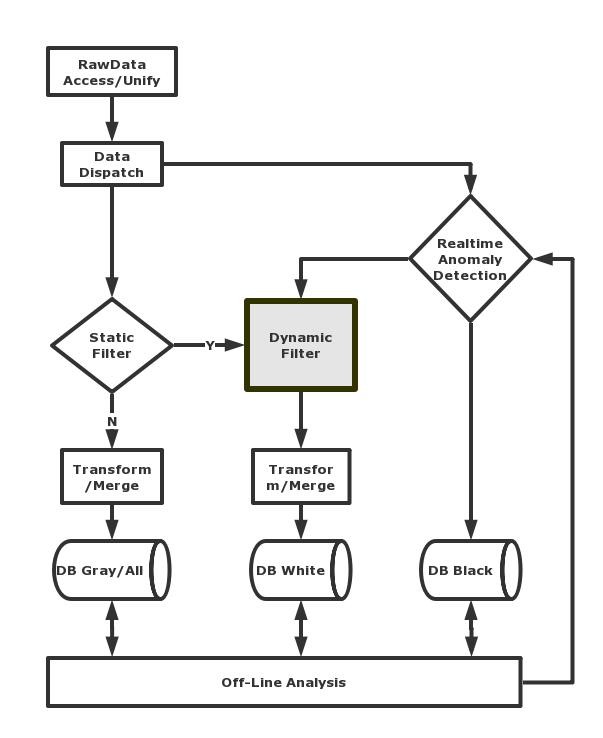 RawData
Access/Unify
Data
Dispatch
Realtime
Anomaly
Detection
Static
Filter
Y
Dynamic
Filter
N
Transform
/Merge
Transfor
m/Merge
DB Gray/All
DB White
DB Black
Off-Line Analysis